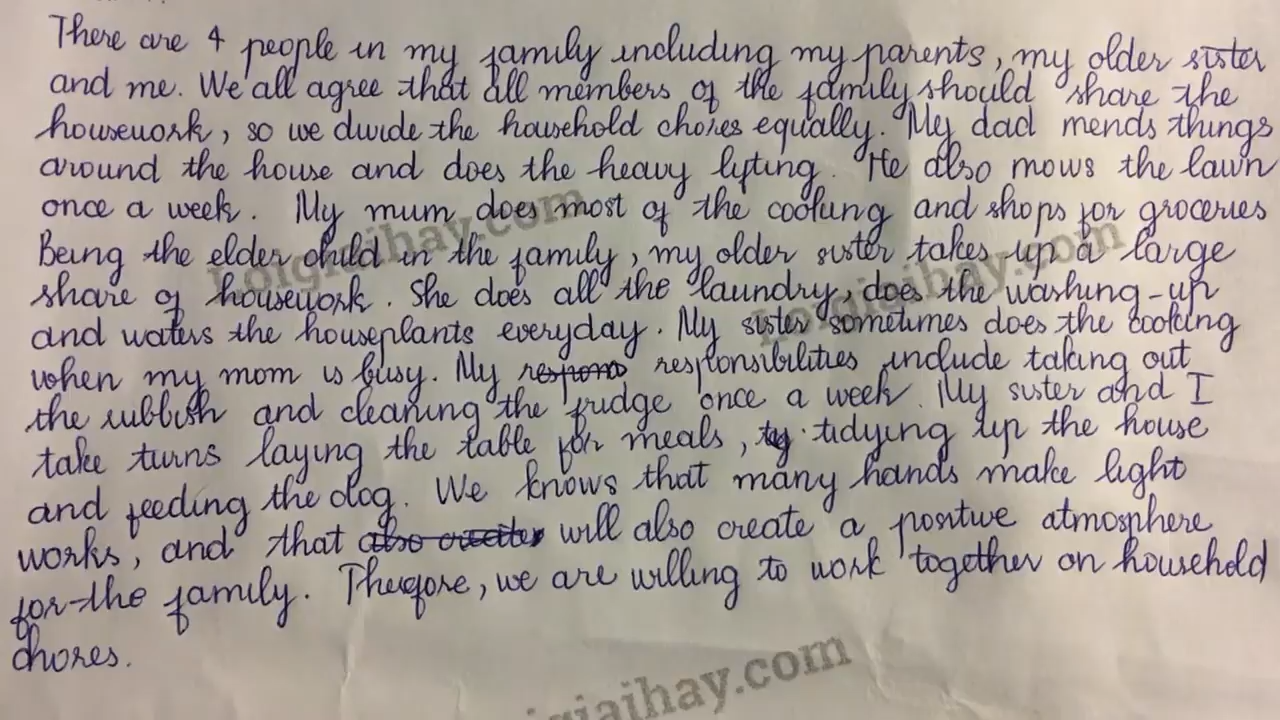 There are 4 people in my family including my parents, my older sister
and me. We all agree that all members of the family should share the
housework, so we divide the household chores equally. My dad mends things
around the house and does the heavy lifting. He also mows the lawn
once a week. My mum does most of the cooking and shops for groceries
Being the elder child in the family, my older sister takes up a large
share of housework. She does all the laundry, does the washing-up
and waters the houseplants everyday. My sister sometimes does the cooking
when my mom is busy. My respons responsibilities include taking out
the rubbish and cleaning the fridge once a week. My sister and I
take turns laying the table for meals, ty tidying up the house
and feeding the dog. We knows that many hands make light
works, and that also creates will also create a positive atmosphere
for the family. Therefore, we are willing to work together on household
chores.
Loigiaihay.com
Loigiaihay.com
giaihay.com